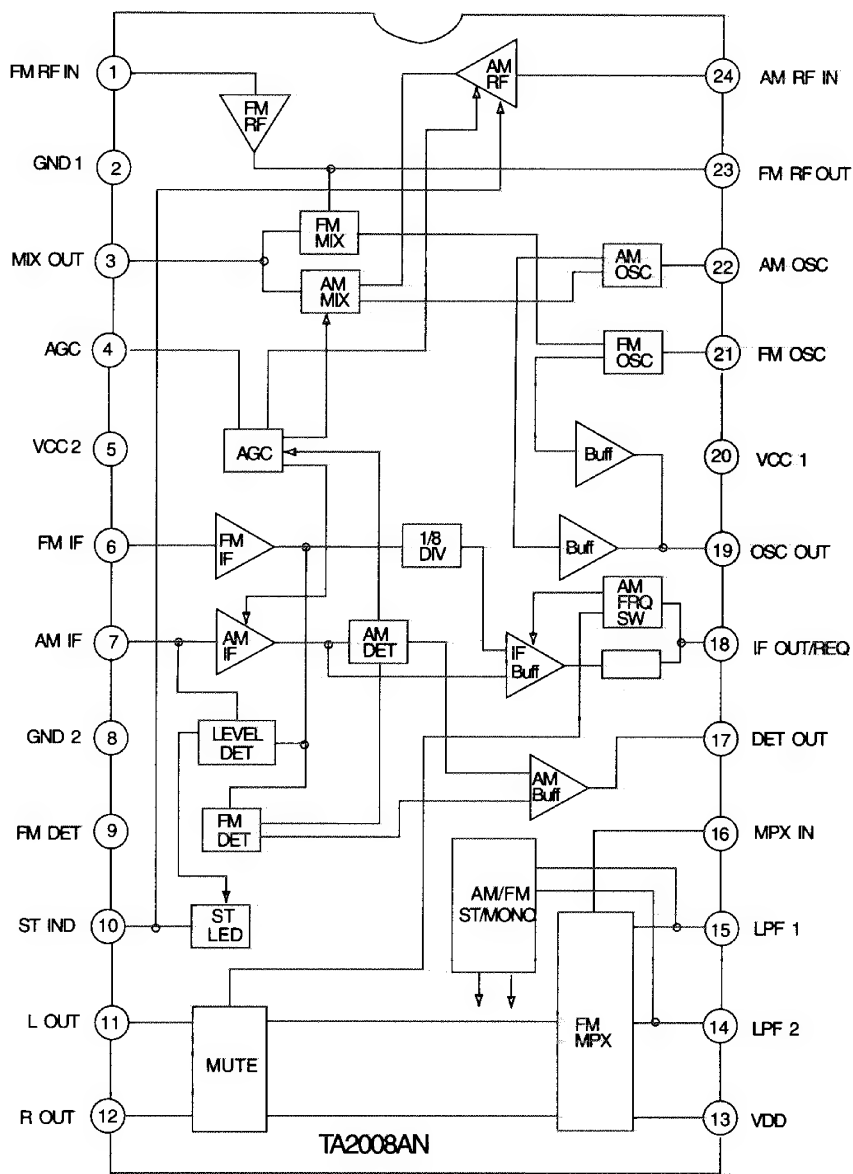 1
FM RF IN
FM
RF
AM
RF
24
AM RF IN
GND 1
2
23
FM RF OUT
FM
MIX
MIX OUT
3
AM
MIX
AM
OSC
22
AM OSC
AGC
4
FM
OSC
21
FM OSC
VCC 2
5
AGC
Buff
20
VCC 1
FM IF
6
FM
IF
1/8
DIV
Buff
19
OSC OUT
AM
FRQ
SW
AM IF
7
AM
IF
AM
DET
IF
Buff
18
IF OUT/REQ
GND 2
8
LEVEL
DET
17
DET OUT
AM
Buff
FM DET
9
FM
DET
16
MPX IN
AM/FM
ST/MONO
ST IND
10
ST
LED
15
LPF 1
L OUT
11
MUTE
FM
MPX
14
LPF 2
R OUT
12
13
VDD
TA2008AN